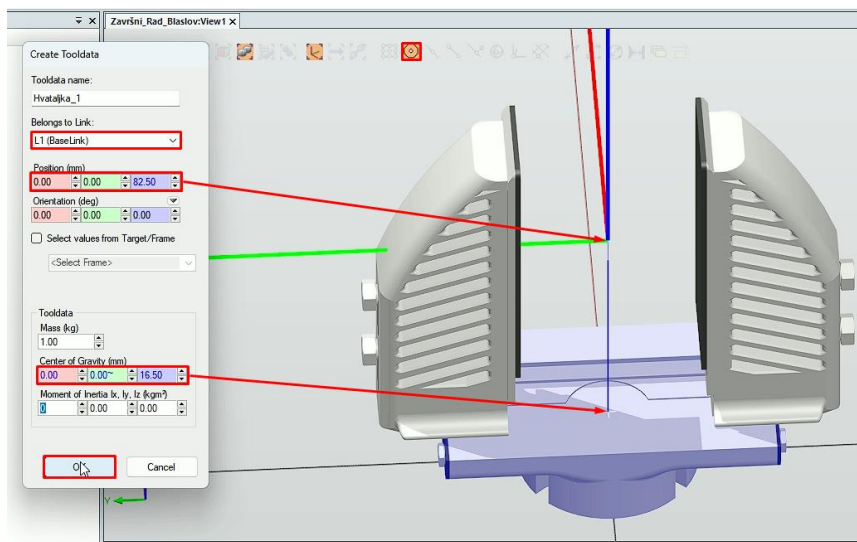 Završni_Rad_Blaslov:View1 ×
Create Tooldata
Tooldata name:
Hvataljka_1
Belongs to Link:
L1 (BaseLink)
Position (mm)
0.00 0.00 82.50
Orientation (deg)
0.00 0.00 0.00
Select values from Target/Frame
<Select Frame>
Tooldata
Mass (kg)
1.00
Center of Gravity (mm)
0.00 0.00~ 16.50
Moment of Inertia Ix, Iy, Iz (kgm²)
0 0.00 0.00
OK Cancel
Y